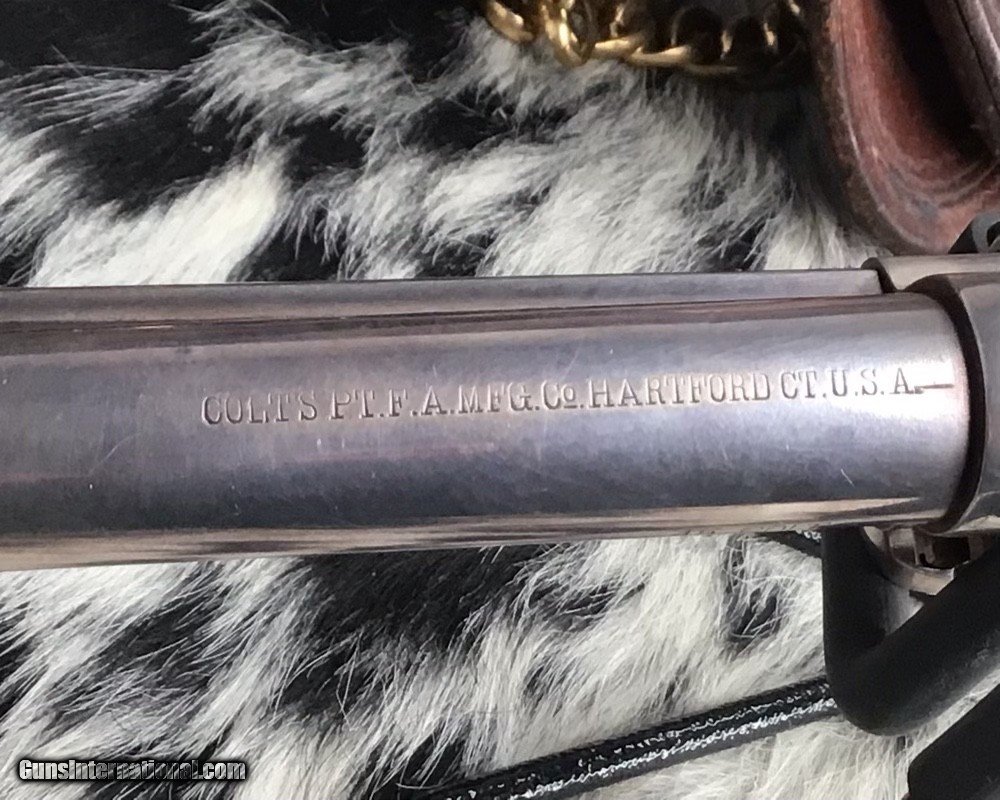 COLT'S PT.F.A.MFG.Co.HARTFORD CT.U.S.A.
GunsInternational.com